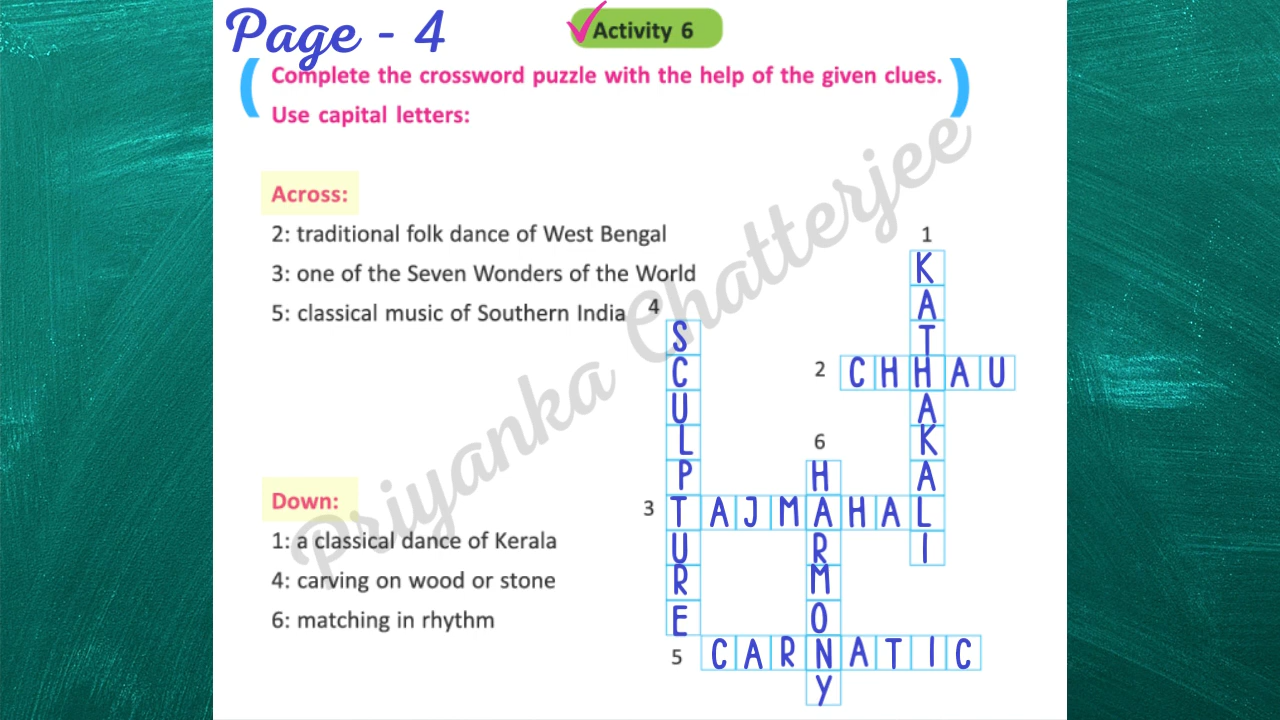 Page - 4
Activity 6
Complete the crossword puzzle with the help of the given clues.
Use capital letters:
Across:
2: traditional folk dance of West Bengal
3: one of the Seven Wonders of the World
5: classical music of Southern India
Down:
1: a classical dance of Kerala
4: carving on wood or stone
6: matching in rhythm
1
KATHAKALI
4
SCULPTURE
2 CHHAU
6
HARMONY
3 TAJMAHAL
5 CARNATIC
Priyanka Chatterjee